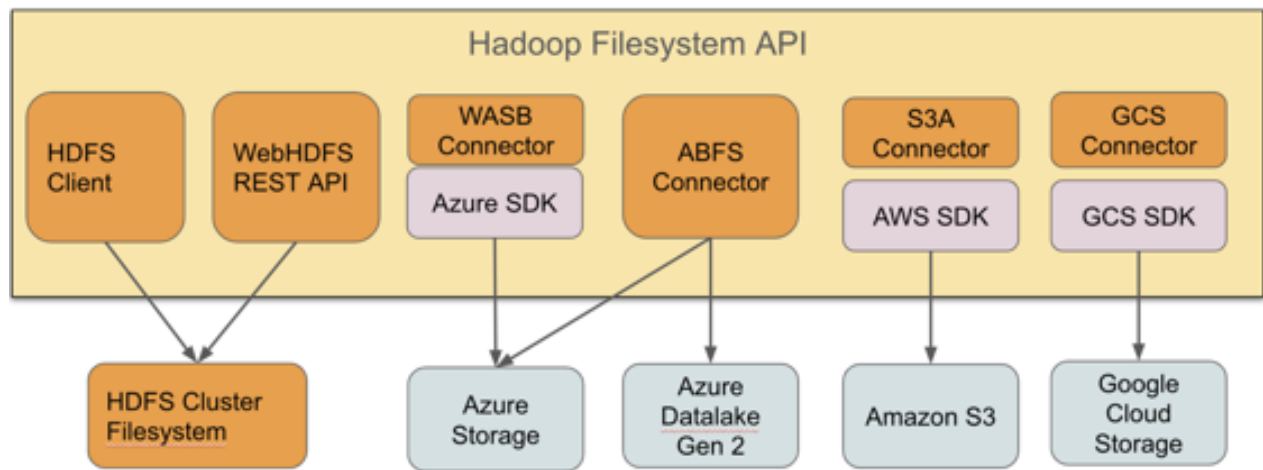 Hadoop Filesystem API
HDFS
Client
WebHDFS
REST API
WASB
Connector
Azure SDK
ABFS
Connector
S3A
Connector
AWS SDK
GCS
Connector
GCS SDK
HDFS Cluster
Filesystem
Azure
Storage
Azure
Datalake
Gen 2
Amazon S3
Google
Cloud
Storage